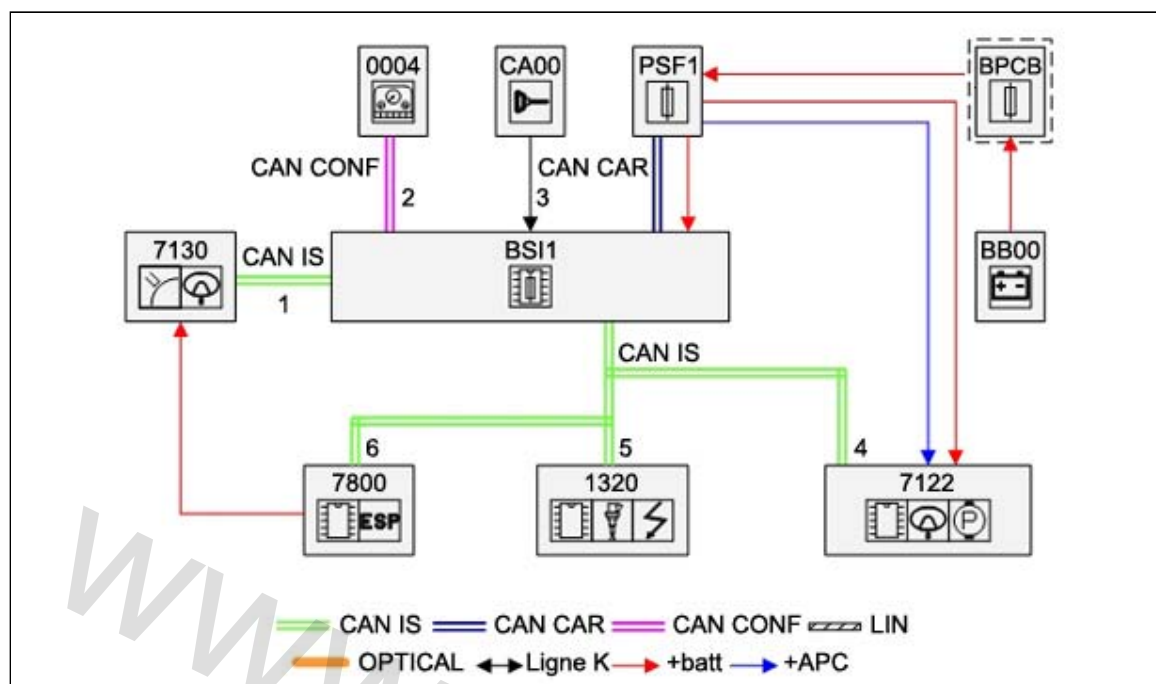 0004
CA00
PSF1
BPCB
CAN CONF
2
3
CAN CAR
7130
CAN IS
1
BSI1
BB00
CAN IS
6
5
4
7800
ESP
1320
7122
P
CAN IS
CAN CAR
CAN CONF
LIN
OPTICAL
Ligne K
+batt
+APC